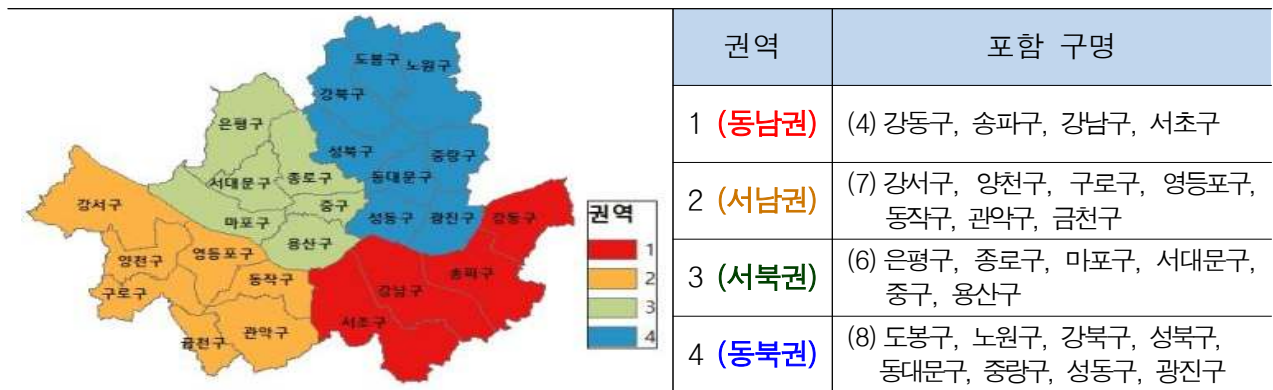 도봉구 노원구
강북구
은평구
성북구 중랑구
서대문구 종로구 동대문구
강서구 중구
마포구 성동구 광진구 강동구
용산구
양천구 영등포구
구로구 동작구 강남구 송파구
서초구
금천구 관악구
권역
1
2
3
4
권역 포함 구명
1 (동남권) (4) 강동구, 송파구, 강남구, 서초구
2 (서남권) (7) 강서구, 양천구, 구로구, 영등포구,
동작구, 관악구, 금천구
3 (서북권) (6) 은평구, 종로구, 마포구, 서대문구,
중구, 용산구
4 (동북권) (8) 도봉구, 노원구, 강북구, 성북구,
동대문구, 중랑구, 성동구, 광진구